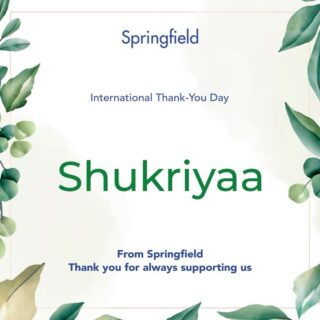 Springfield
International Thank-You Day
Shukriyaa
From Springfield
Thank you for always supporting us